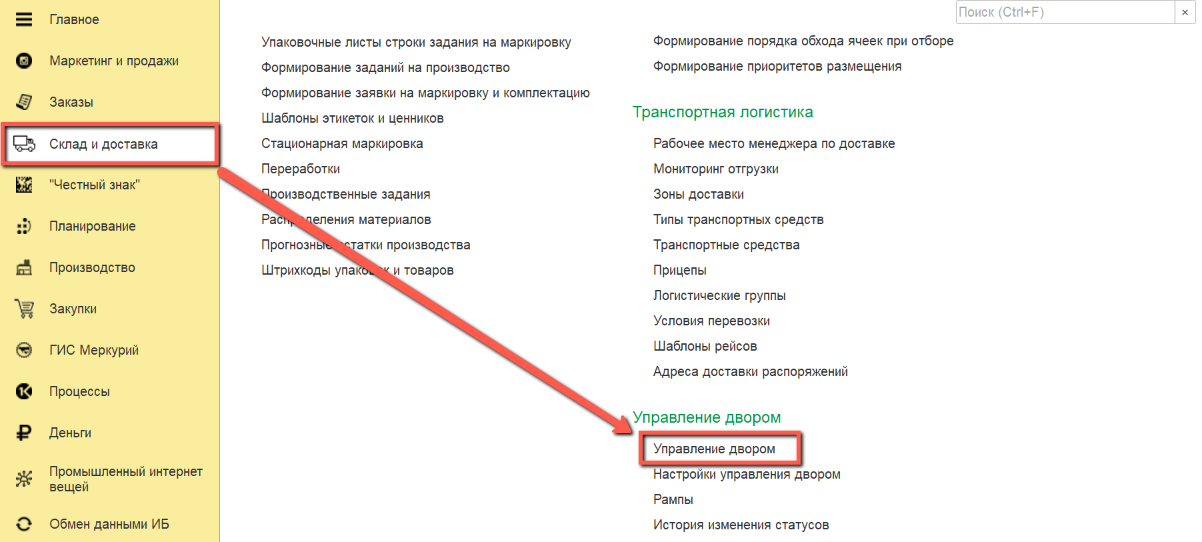 Главное
Маркетинг и продажи
Заказы
Склад и доставка
"Честный знак"
Планирование
Производство
Закупки
ГИС Меркурий
Процессы
Деньги
Промышленный интернет
вещей
Обмен данными ИБ
Поиск (Ctrl+F)
×
Упаковочные листы строки задания на маркировку
Формирование заданий на производство
Формирование заявки на маркировку и комплектацию
Шаблоны этикеток и ценников
Стационарная маркировка
Переработки
Производственные задания
Распределения материалов
Прогнозные остатки производства
Штрихкоды упаковок и товаров
Формирование порядка обхода ячеек при отборе
Формирование приоритетов размещения
Транспортная логистика
Рабочее место менеджера по доставке
Мониторинг отгрузки
Зоны доставки
Типы транспортных средств
Транспортные средства
Прицепы
Логистические группы
Условия перевозки
Шаблоны рейсов
Адреса доставки распоряжений
Управление двором
Управление двором
Настройки управления двором
Рампы
История изменения статусов